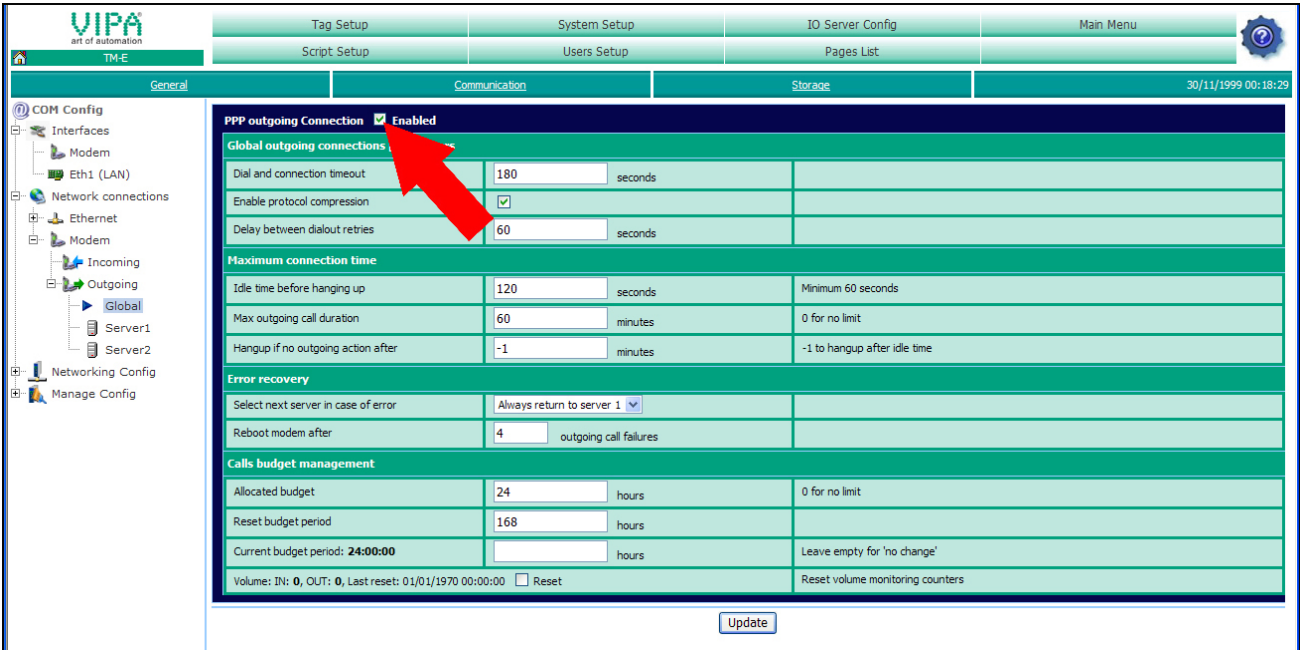 VIPA
art of automation
TM-E
Tag Setup
System Setup
IO Server Config
Main Menu
Script Setup
Users Setup
Pages List
General
Communication
Storage
30/11/1999 00:18:29
COM Config
Interfaces
Modem
Eth1 (LAN)
Network connections
Ethernet
Modem
Incoming
Outgoing
Global
Server1
Server2
Networking Config
Manage Config
PPP outgoing Connection Enabled
Global outgoing connections
Dial and connection timeout 180 seconds
Enable protocol compression
Delay between dialout retries 60 seconds
Maximum connection time
Idle time before hanging up 120 seconds Minimum 60 seconds
Max outgoing call duration 60 minutes 0 for no limit
Hangup if no outgoing action after -1 minutes -1 to hangup after idle time
Error recovery
Select next server in case of error Always return to server 1
Reboot modem after 4 outgoing call failures
Calls budget management
Allocated budget 24 hours 0 for no limit
Reset budget period 168 hours
Current budget period: 24:00:00 hours Leave empty for 'no change'
Volume: IN: 0, OUT: 0, Last reset: 01/01/1970 00:00:00 Reset Reset volume monitoring counters
Update